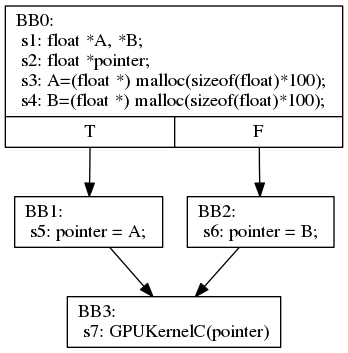 BB0:
s1: float *A, *B;
s2: float *pointer;
s3: A=(float *) malloc(sizeof(float)*100);
s4: B=(float *) malloc(sizeof(float)*100);
T
F
BB1:
s5: pointer = A;
BB2:
s6: pointer = B;
BB3:
s7: GPUKernelC(pointer)